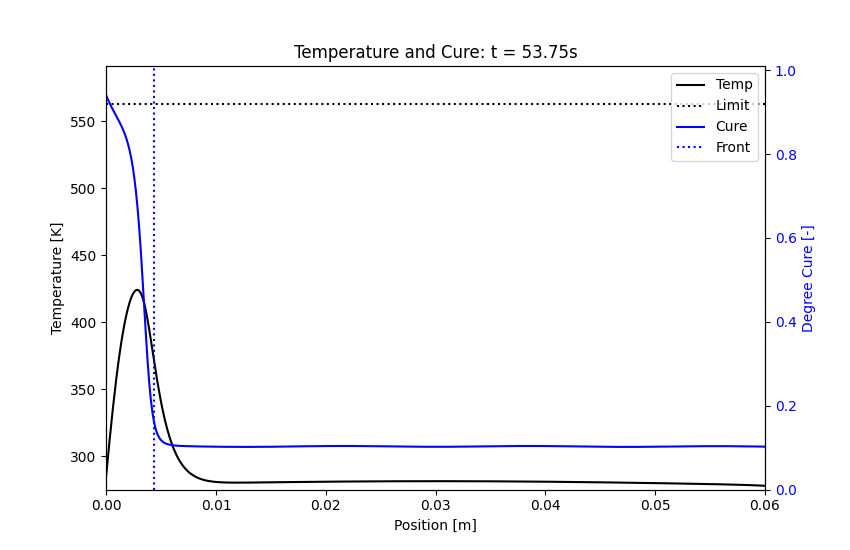 Temperature and Cure: t = 53.75s
Temp
Limit
Cure
Front
550
500
450
400
350
300
Temperature [K]
1.0
0.8
0.6
0.4
0.2
0.0
Degree Cure [-]
0.00 0.01 0.02 0.03 0.04 0.05 0.06
Position [m]